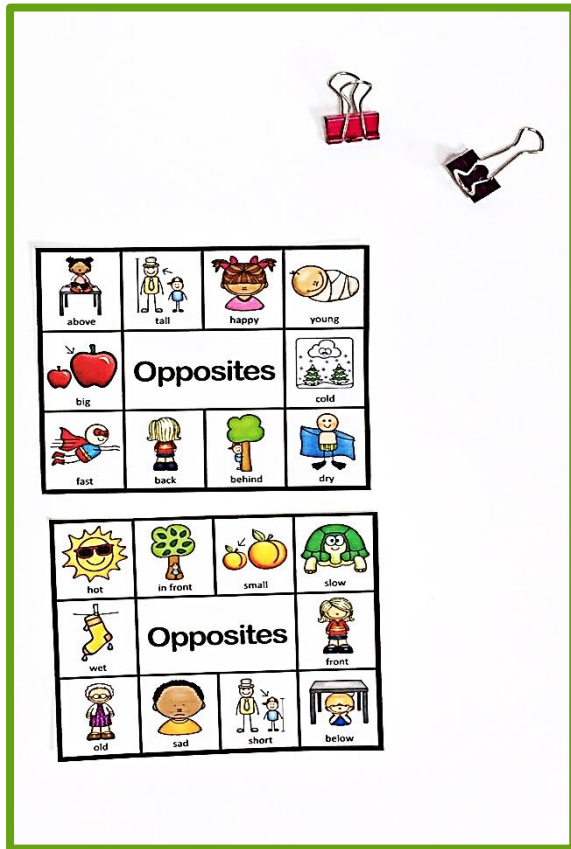 above tall happy young
big Opposites cold
fast back behind dry
hot in front small slow
wet Opposites front
old sad short below